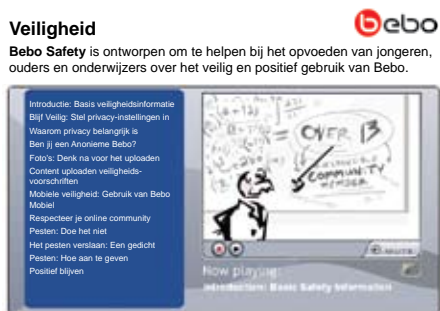 Veiligheid
bebo
Bebo Safety is ontworpen om te helpen bij het opvoeden van jongeren,
ouders en onderwijzers over het veilig en positief gebruik van Bebo.
Introductie: Basis veiligheidsinformatie
Blijf Veilig: Stel privacy-instellingen in
Waarom privacy belangrijk is
Ben jij een Anonieme Bebo?
Foto's: Denk na voor het uploaden
Content uploaden veiligheids-
voorschriften
Mobiele veiligheid: Gebruik van Bebo
Mobiel
Respecteer je online community
Pesten: Doe het niet
Het pesten verslaan: Een gedicht
Pesten: Hoe aan te geven
Positief blijven
= OVER 13
COMMUNITY
MEMBER
MUTE
Now playing:
Introduction: Basic Safety Information